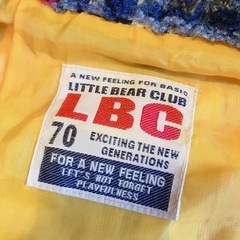 A NEW FEELING FOR BASIC
LITTLE BEAR CLUB
LBC
70
EXCITING THE NEW
GENERATIONS
FOR A NEW FEELING
LET'S NOT TORGET
PLAYFULNESS